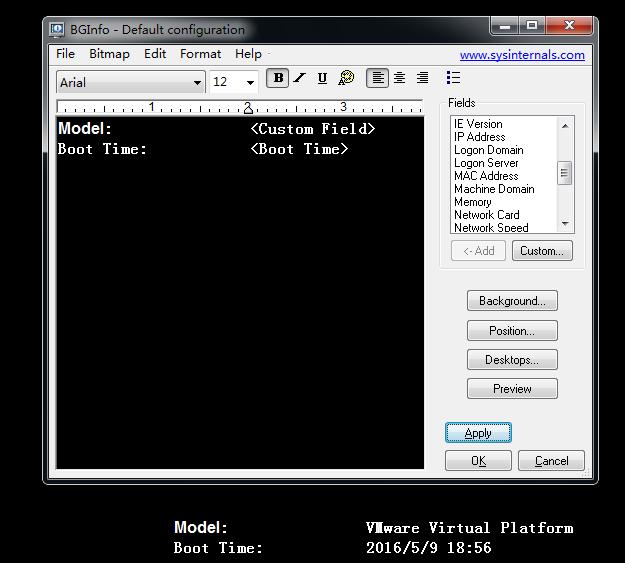 BGInfo - Default configuration
File Bitmap Edit Format Help www.sysinternals.com
Arial 12 B I U
1 2 3
Fields
Model: <Custom Field>
Boot Time: <Boot Time>
IE Version
IP Address
Logon Domain
Logon Server
MAC Address
Machine Domain
Memory
Network Card
Network Speed
<- Add Custom...
Background...
Position...
Desktops...
Preview
Apply
OK Cancel
Model: VMware Virtual Platform
Boot Time: 2016/5/9 18:56